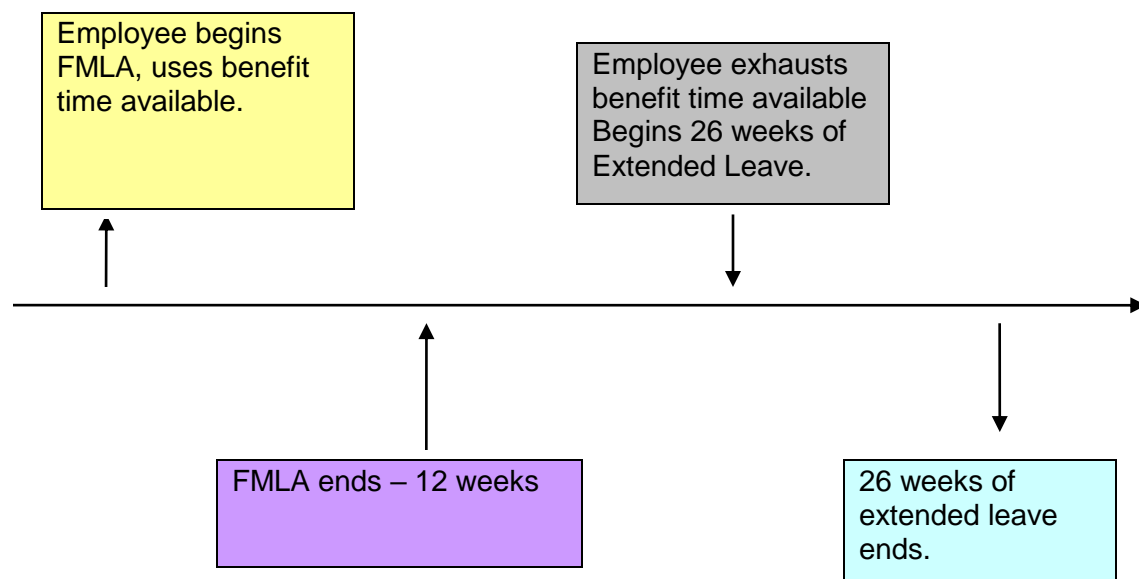 Employee begins
FMLA, uses benefit
time available.
Employee exhausts
benefit time available
Begins 26 weeks of
Extended Leave.
FMLA ends – 12 weeks
26 weeks of
extended leave
ends.